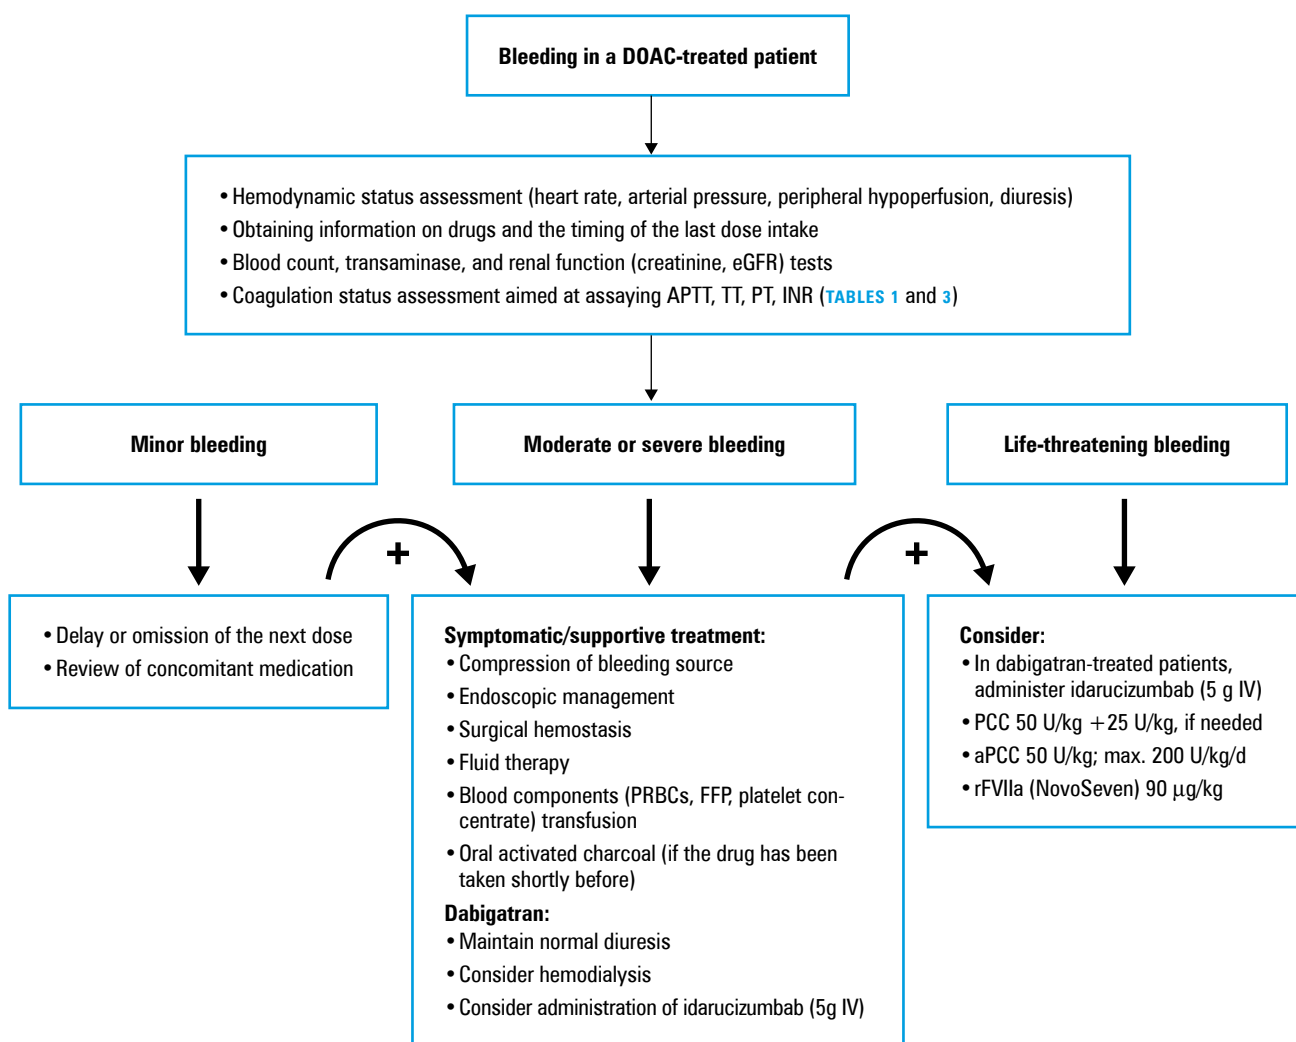 Bleeding in a DOAC-treated patient
• Hemodynamic status assessment (heart rate, arterial pressure, peripheral hypoperfusion, diuresis)
• Obtaining information on drugs and the timing of the last dose intake
• Blood count, transaminase, and renal function (creatinine, eGFR) tests
• Coagulation status assessment aimed at assaying APTT, TT, PT, INR (TABLES 1 and 3)
Minor bleeding
Moderate or severe bleeding
Life-threatening bleeding
+
+
• Delay or omission of the next dose
• Review of concomitant medication
Symptomatic/supportive treatment:
• Compression of bleeding source
• Endoscopic management
• Surgical hemostasis
• Fluid therapy
• Blood components (PRBCs, FFP, platelet con-
centrate) transfusion
• Oral activated charcoal (if the drug has been
taken shortly before)
Dabigatran:
• Maintain normal diuresis
• Consider hemodialysis
• Consider administration of idarucizumbab (5g IV)
Consider:
• In dabigatran-treated patients,
administer idarucizumbab (5 g IV)
• PCC 50 U/kg +25 U/kg, if needed
• aPCC 50 U/kg; max. 200 U/kg/d
• rFVIIa (NovoSeven) 90 μg/kg